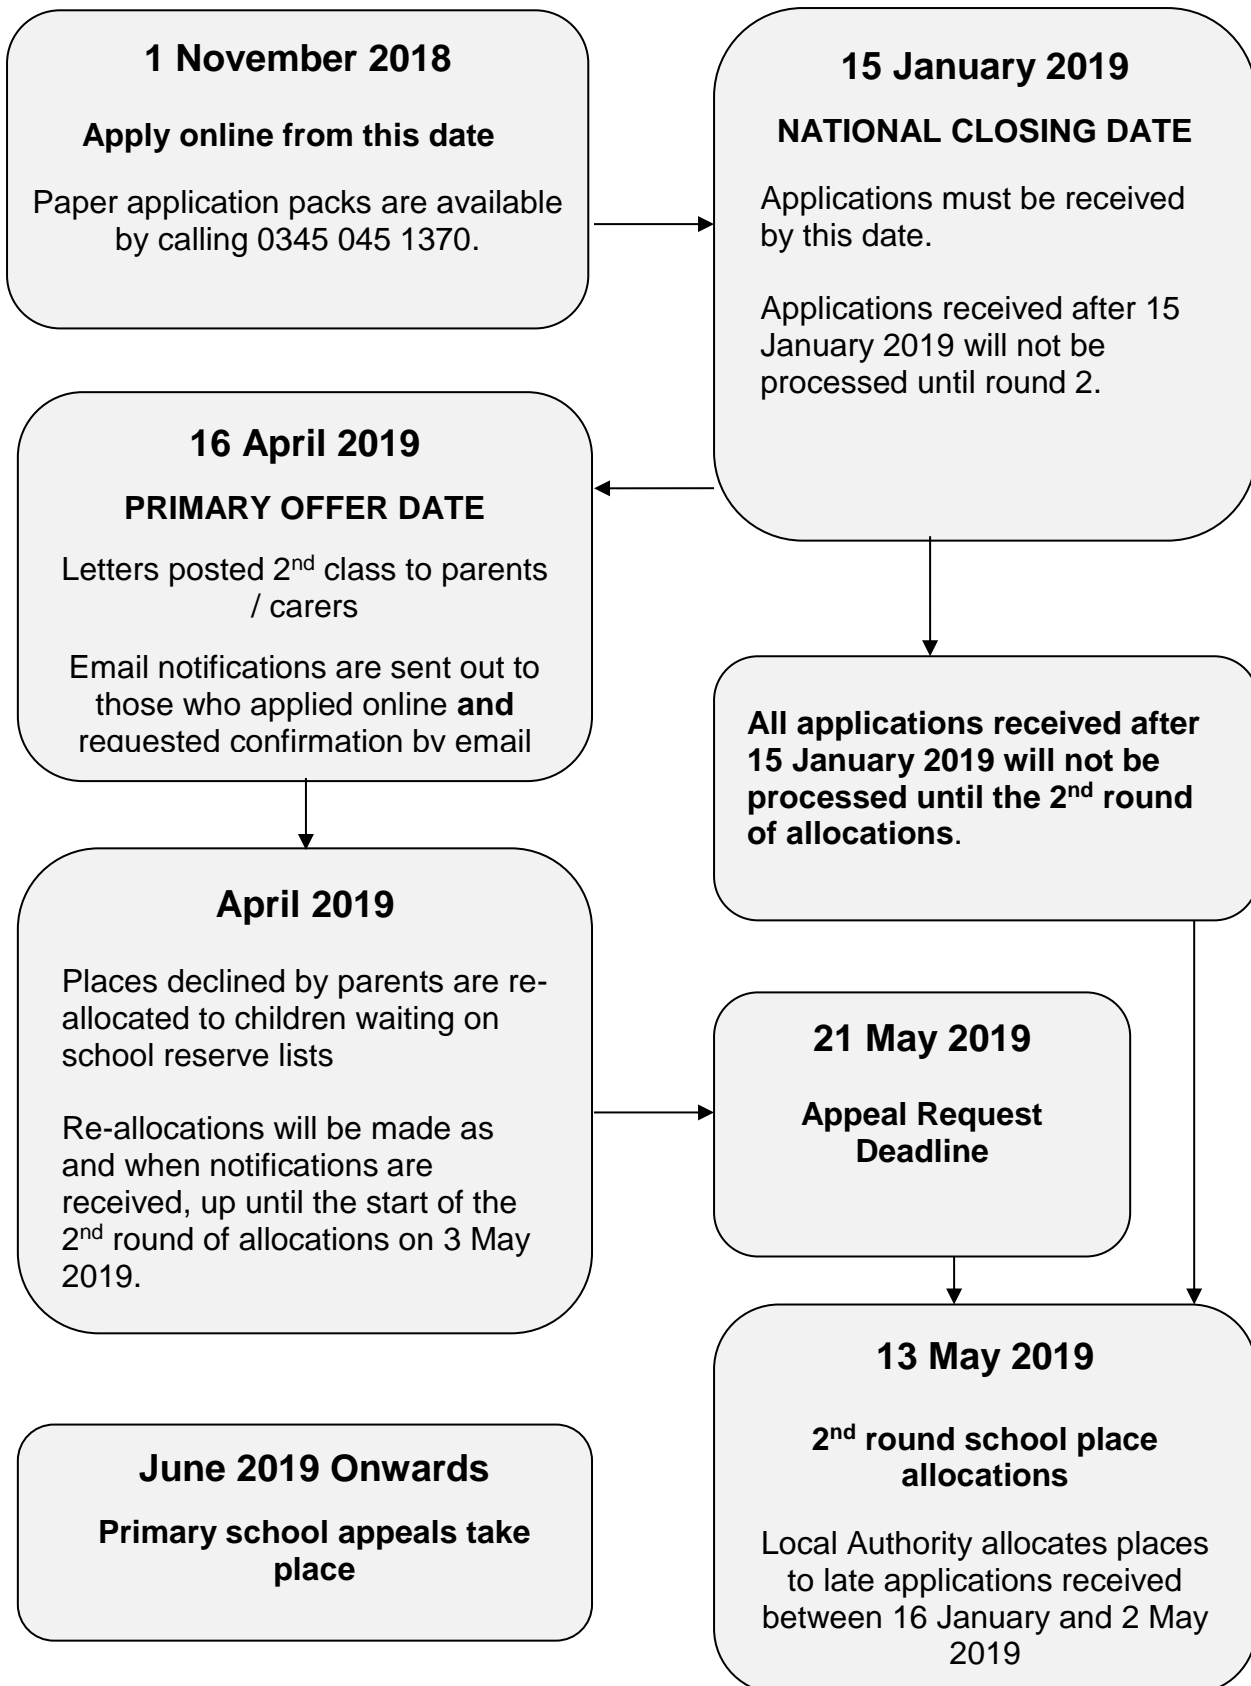 1 November 2018
Apply online from this date
Paper application packs are available
by calling 0345 045 1370.
15 January 2019
NATIONAL CLOSING DATE
Applications must be received
by this date.
Applications received after 15
January 2019 will not be
processed until round 2.
16 April 2019
PRIMARY OFFER DATE
Letters posted 2nd class to parents
/ carers
Email notifications are sent out to
those who applied online and
requested confirmation by email
All applications received after
15 January 2019 will not be
processed until the 2nd round
of allocations.
April 2019
Places declined by parents are re-
allocated to children waiting on
school reserve lists
Re-allocations will be made as
and when notifications are
received, up until the start of the
2nd round of allocations on 3 May
2019.
21 May 2019
Appeal Request
Deadline
13 May 2019
2nd round school place
allocations
Local Authority allocates places
to late applications received
between 16 January and 2 May
2019
June 2019 Onwards
Primary school appeals take
place